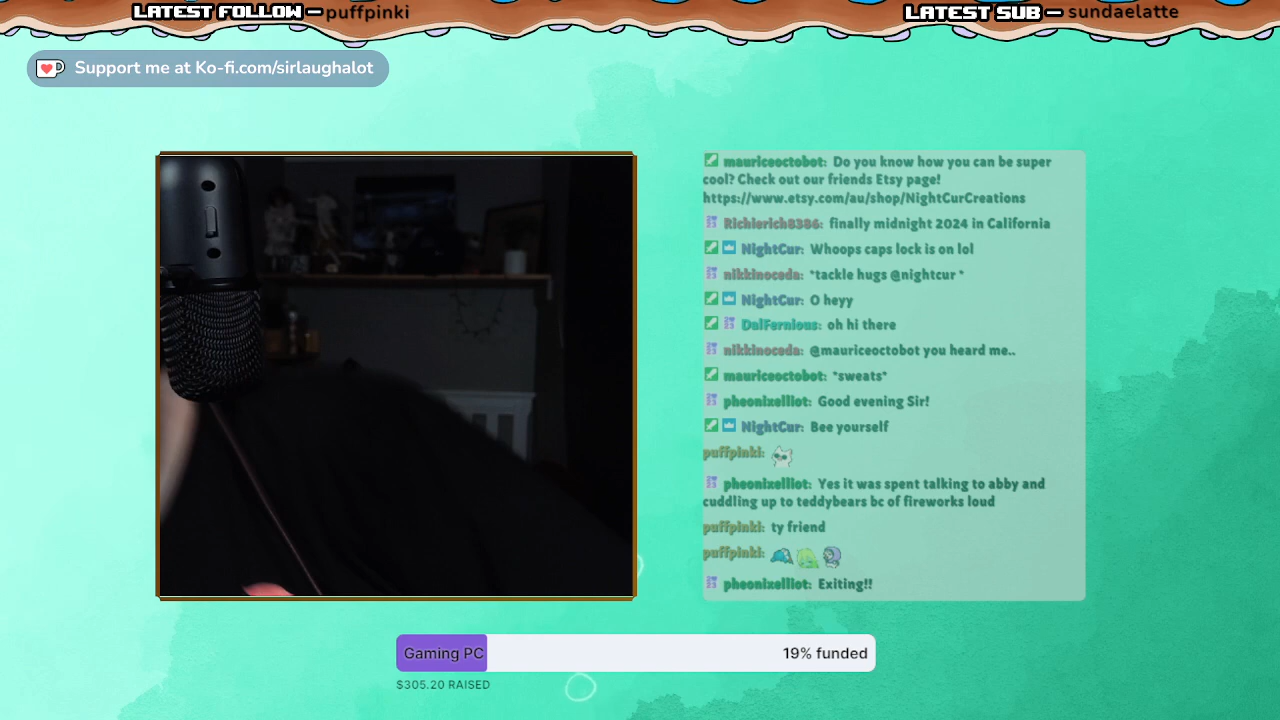 LATEST FOLLOW — puffpinki
LATEST SUB — sundaelatte
Support me at Ko-fi.com/sirlaughalot
mauriceoctobot: Do you know how you can be super
cool? Check out our friends Etsy page!
https://www.etsy.com/au/shop/NightCurCreations
Richierich8386: finally midnight 2024 in California
NightCur: Whoops caps lock is on lol
nikkinoceda: *tackle hugs @nightcur *
NightCur: O heyy
DalFernious: oh hi there
nikkinoceda: @mauriceoctobot you heard me..
mauriceoctobot: *sweats*
pheonixelliot: Good evening Sir!
NightCur: Bee yourself
puffpinki:
pheonixelliot: Yes it was spent talking to abby and
cuddling up to teddybears bc of fireworks loud
puffpinki: ty friend
puffpinki:
pheonixelliot: Exiting!!
Gaming PC 19% funded
$305.20 RAISED